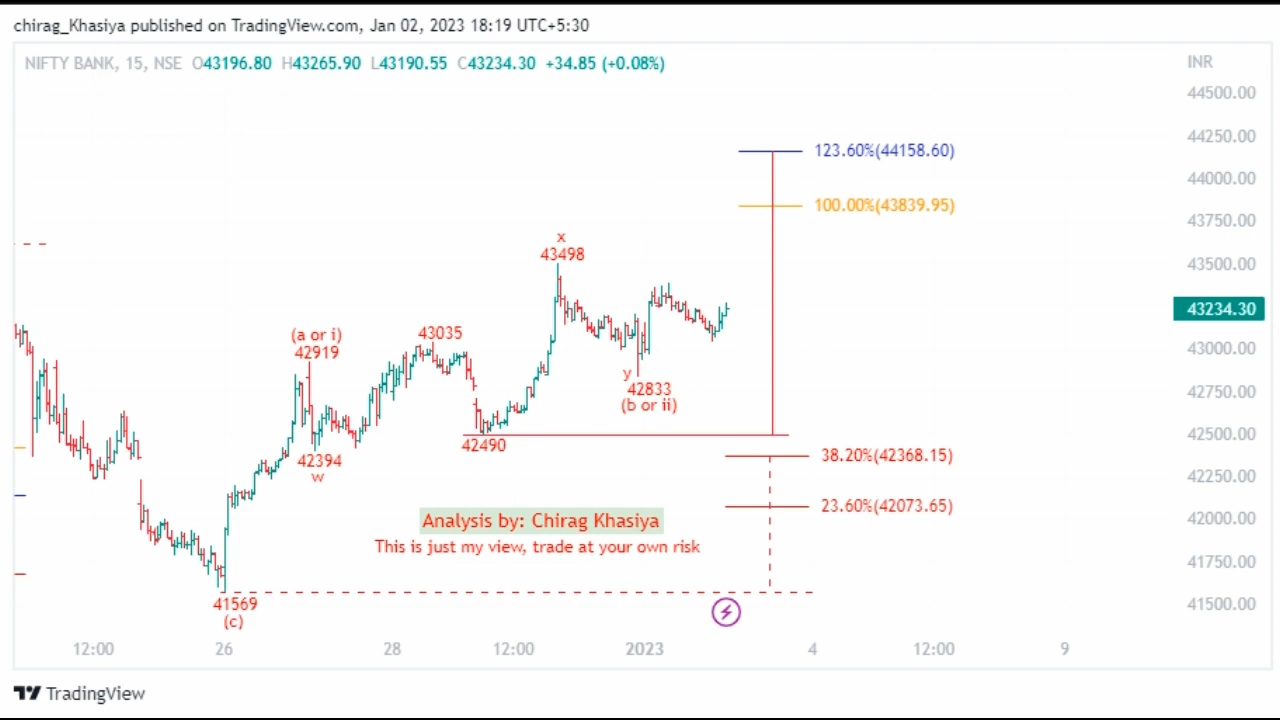 chirag_Khasiya published on TradingView.com, Jan 02, 2023 18:19 UTC+5:30
NIFTY BANK, 15, NSE O43196.80 H43265.90 L43190.55 C43234.30 +34.85 (+0.08%)
INR
44500.00
44250.00
123.60%(44158.60)
44000.00
100.00%(43839.95)
43750.00
x
43498
43500.00
43234.30
(a or i)
42919
43035
43000.00
y
42833
(b or ii)
42750.00
42500.00
42490
42394
w
38.20%(42368.15)
42250.00
23.60%(42073.65)
42000.00
Analysis by: Chirag Khasiya
This is just my view, trade at your own risk
41750.00
41569
(c)
41500.00
12:00 26 28 12:00 2023 4 12:00 9
TradingView